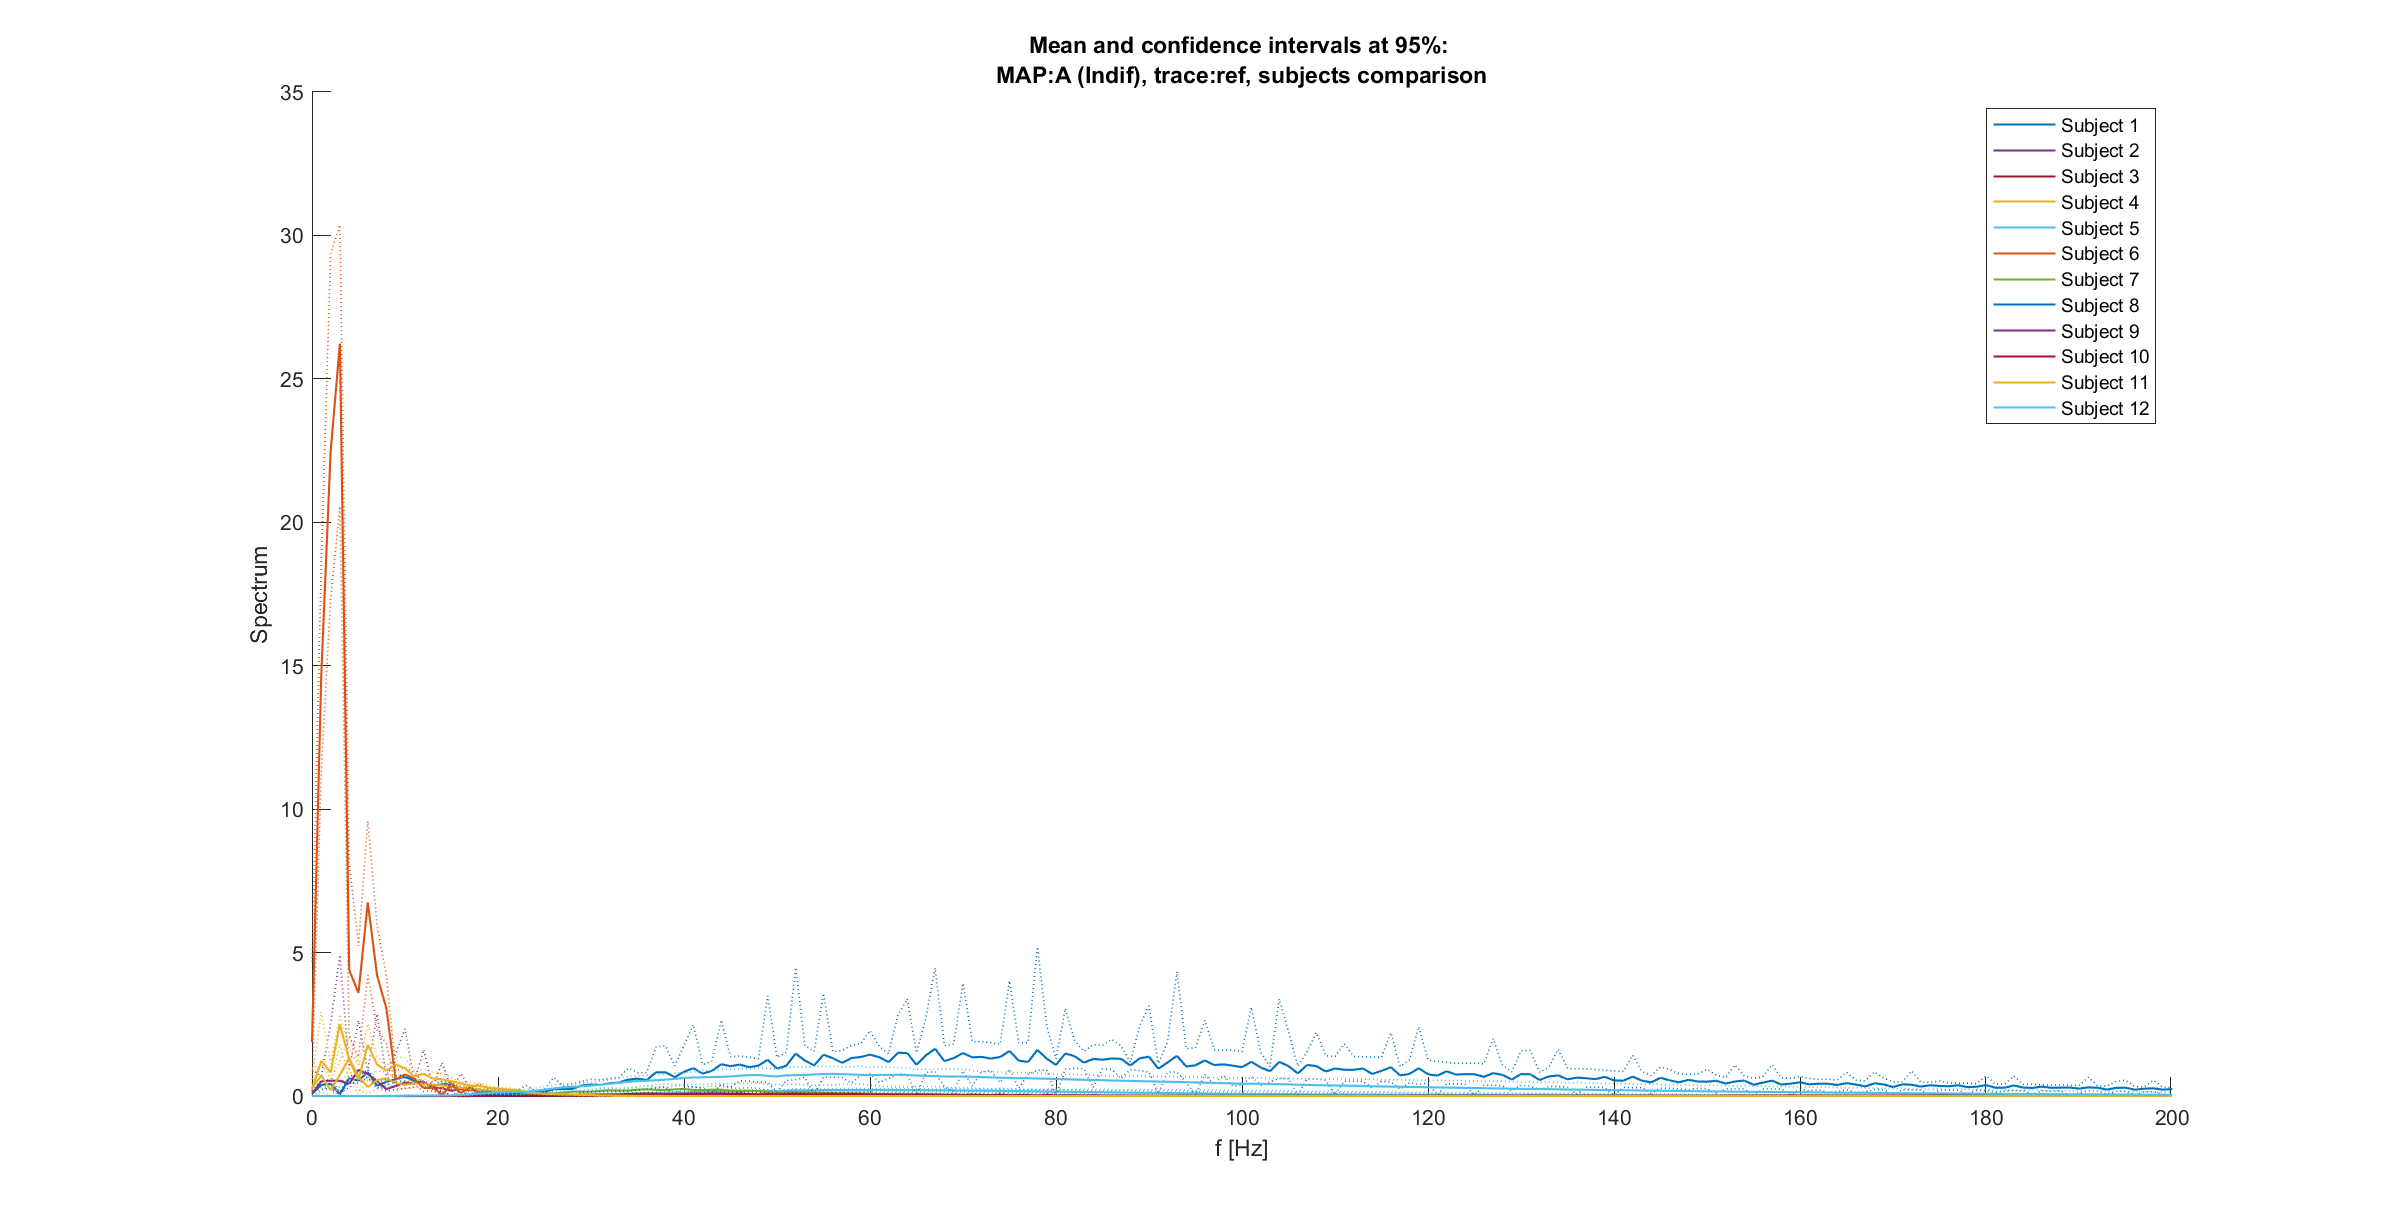 Mean and confidence intervals at 95%:
MAP:A (Indif), trace:ref, subjects comparison
35
30
25
20
15
10
5
0
Spectrum
Subject 1
Subject 2
Subject 3
Subject 4
Subject 5
Subject 6
Subject 7
Subject 8
Subject 9
Subject 10
Subject 11
Subject 12
0 20 40 60 80 100 120 140 160 180 200
f [Hz]